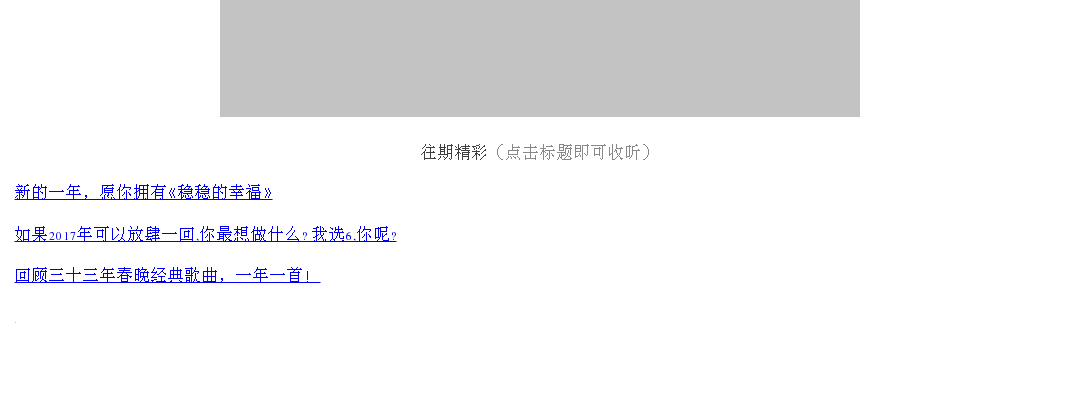 往期精彩（点击标题即可收听）
新的一年，愿你拥有《稳稳的幸福》
如果2017年可以放肆一回,你最想做什么? 我选6,你呢?
回顾三十三年春晚经典歌曲，一年一首！